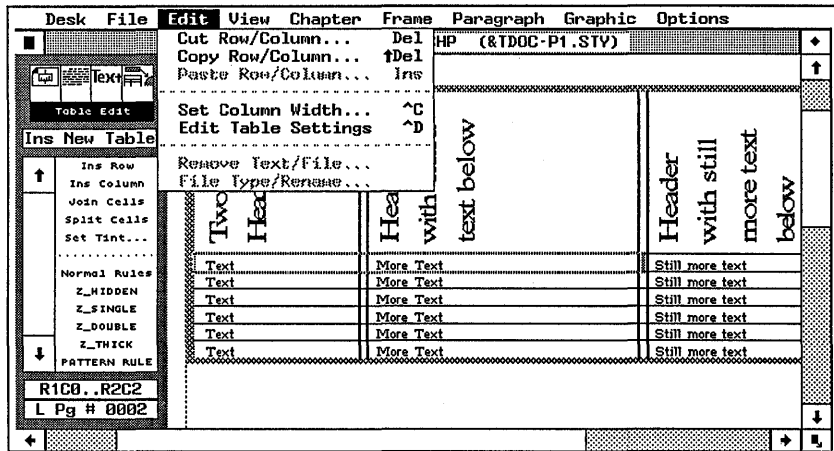 Desk File Edit View Chapter Frame Paragraph Graphic Options
HP (&TDOC-P1.STY)
Cut Row/Column... Del
Copy Row/Column... ↑Del
Paste Row/Column... Ins
Set Column Width... ^C
Edit Table Settings ^D
Remove Text/File...
File Type/Rename...
Text
Table Edit
Ins New Table
Ins Row
Ins Column
Join Cells
Split Cells
Set Tint...
Normal Rules
Z_HIDDEN
Z_SINGLE
Z_DOUBLE
Z_THICK
PATTERN RULE
R1C0..R2C2
L Pg # 0002
Two
Head
Hea
with
text below
Header
with still
more text
below
Text More Text Still more text
Text More Text Still more text
Text More Text Still more text
Text More Text Still more text
Text More Text Still more text
Text More Text Still more text